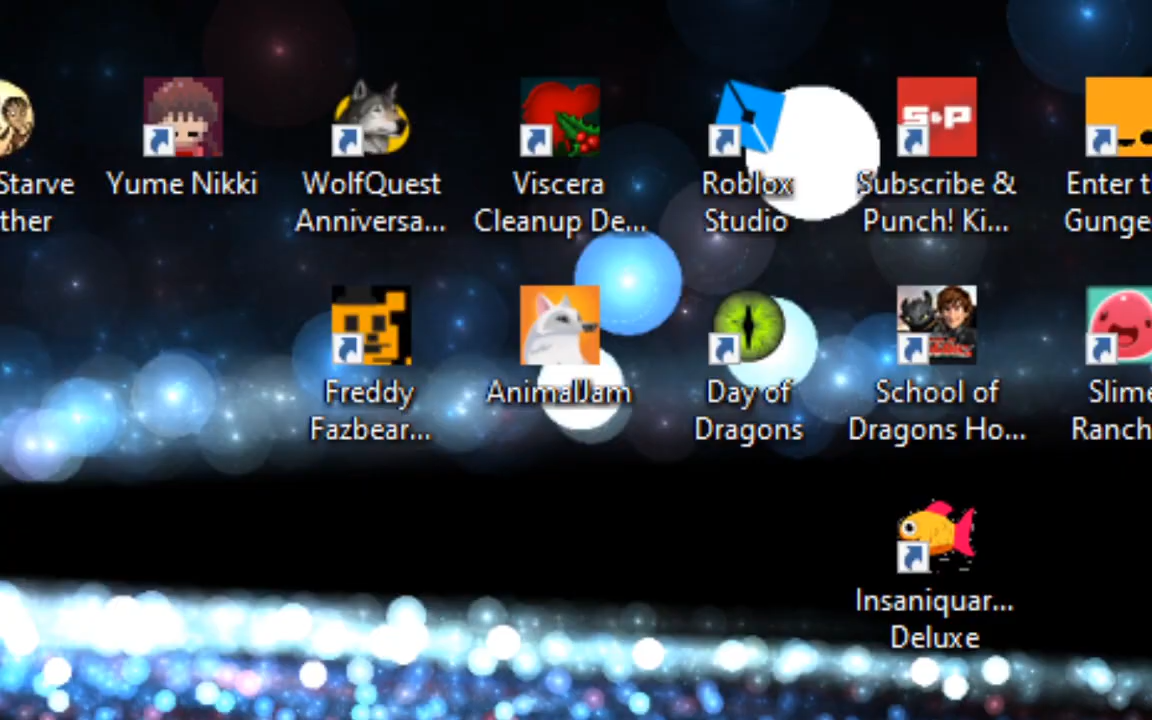 Starve
ther
Yume Nikki
WolfQuest
Anniversa...
Viscera
Cleanup De...
Roblox
Studio
S+P
Subscribe &
Punch! Ki...
Enter t
Gunge
Freddy
Fazbear...
AnimalJam
Day of
Dragons
School of
Dragons Ho...
Slime
Ranch
Insaniquar...
Deluxe